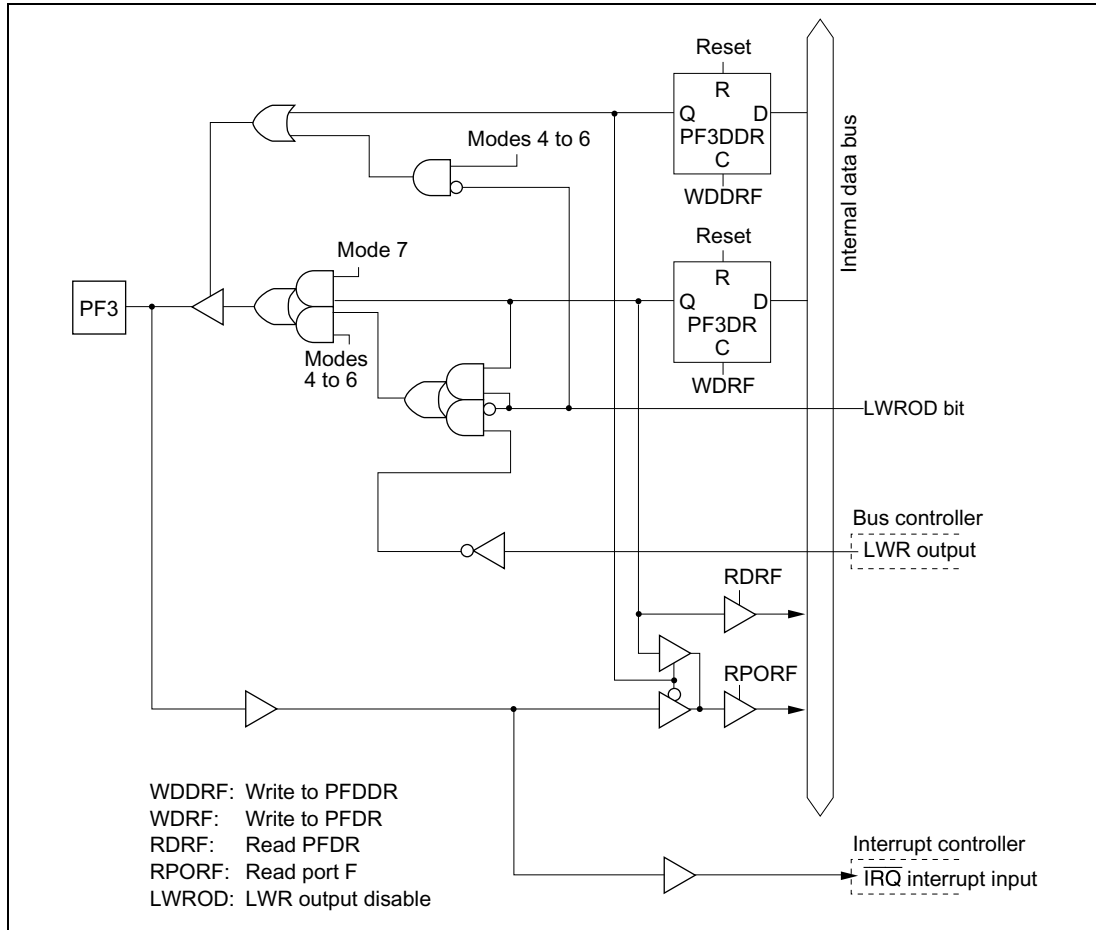 Reset
R
Q
D
PF3DDR
C
WDDRF
Modes 4 to 6
Internal data bus
Reset
R
Mode 7
Q
D
PF3DR
C
WDRF
PF3
Modes
4 to 6
LWROD bit
Bus controller
LWR output
RDRF
RPORF
WDDRF: Write to PFDDR
WDRF: Write to PFDR
RDRF: Read PFDR
RPORF: Read port F
LWROD: LWR output disable
Interrupt controller
I̅R̅Q̅ interrupt input